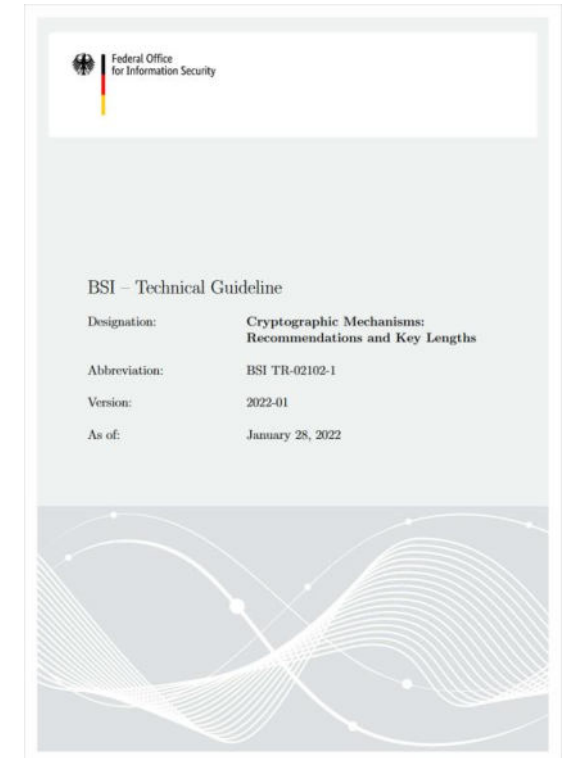 Federal Office
for Information Security
BSI – Technical Guideline
Designation: Cryptographic Mechanisms:
Recommendations and Key Lengths
Abbreviation: BSI TR-02102-1
Version: 2022-01
As of: January 28, 2022